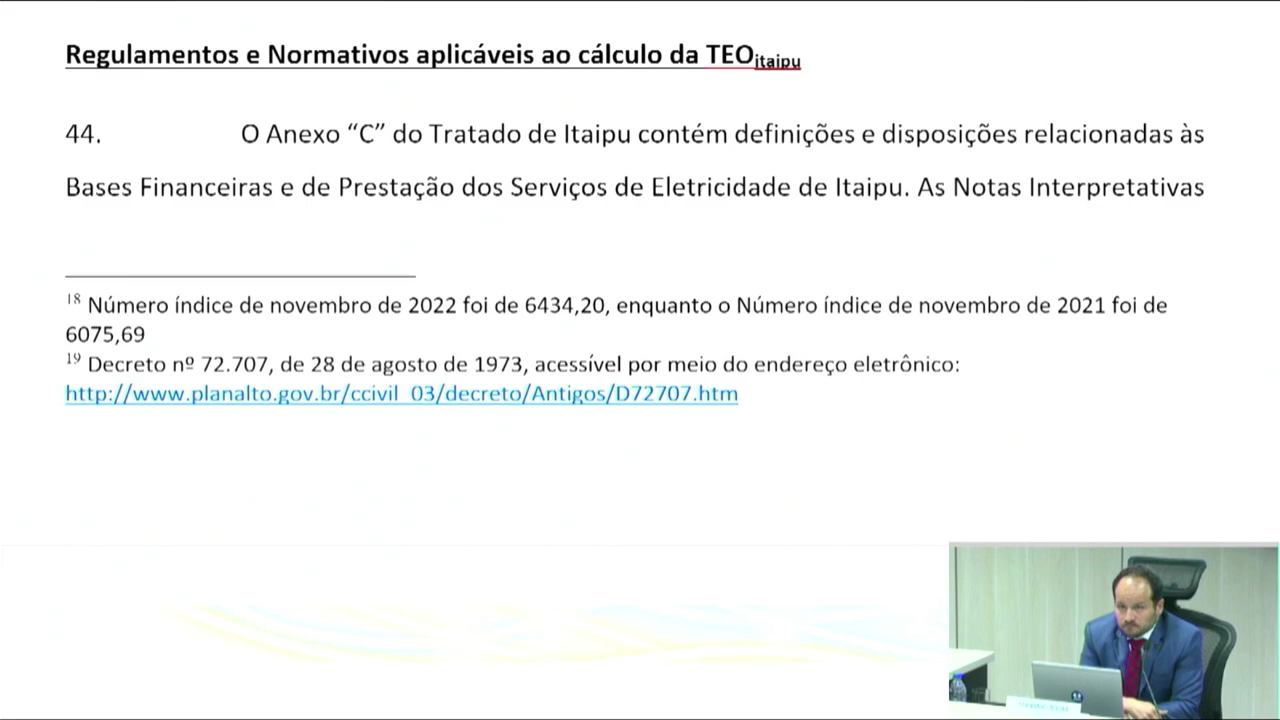 Regulamentos e Normativos aplicáveis ao cálculo da TEOitaipu
44. O Anexo “C” do Tratado de Itaipu contém definições e disposições relacionadas às
Bases Financeiras e de Prestação dos Serviços de Eletricidade de Itaipu. As Notas Interpretativas
18 Número índice de novembro de 2022 foi de 6434,20, enquanto o Número índice de novembro de 2021 foi de
6075,69
19 Decreto nº 72.707, de 28 de agosto de 1973, acessível por meio do endereço eletrônico:
http://www.planalto.gov.br/ccivil_03/decreto/Antigos/D72707.htm